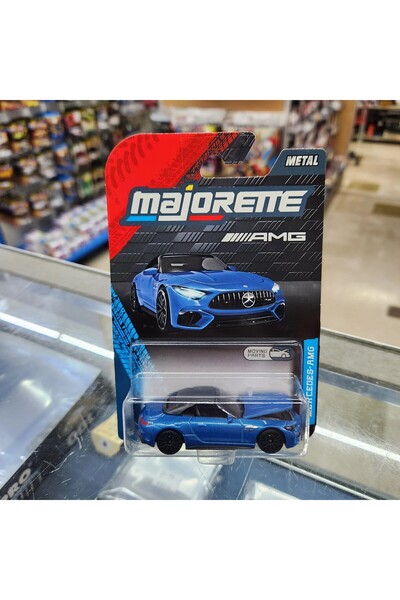 METAL
majorette
AMG
MOVING
PARTS
MERCEDES-AMG